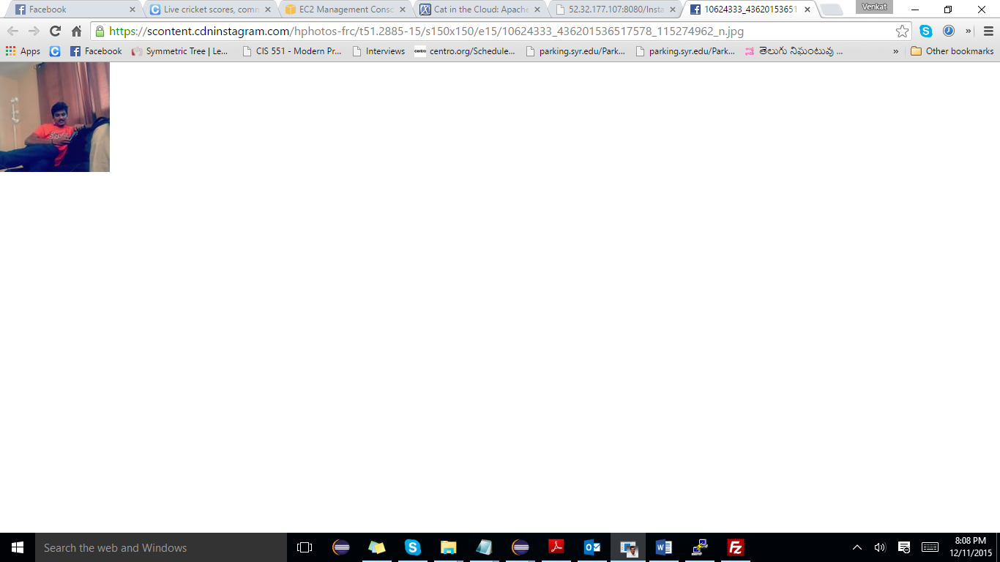 Facebook
Live cricket scores, comm
EC2 Management Consc
Cat in the Cloud: Apache
52.32.177.107:8080/Insta
10624333_43620153651
Venkat
https://scontent.cdninstagram.com/hphotos-frc/t51.2885-15/s150x150/e15/10624333_436201536517578_115274962_n.jpg
Apps
Facebook
Symmetric Tree | Le...
CIS 551 - Modern Pr...
Interviews
centro.org/Schedule...
parking.syr.edu/Park...
parking.syr.edu/Park...
తెలుగు నిఘంటువు ...
» Other bookmarks
Search the web and Windows
8:08 PM
12/11/2015